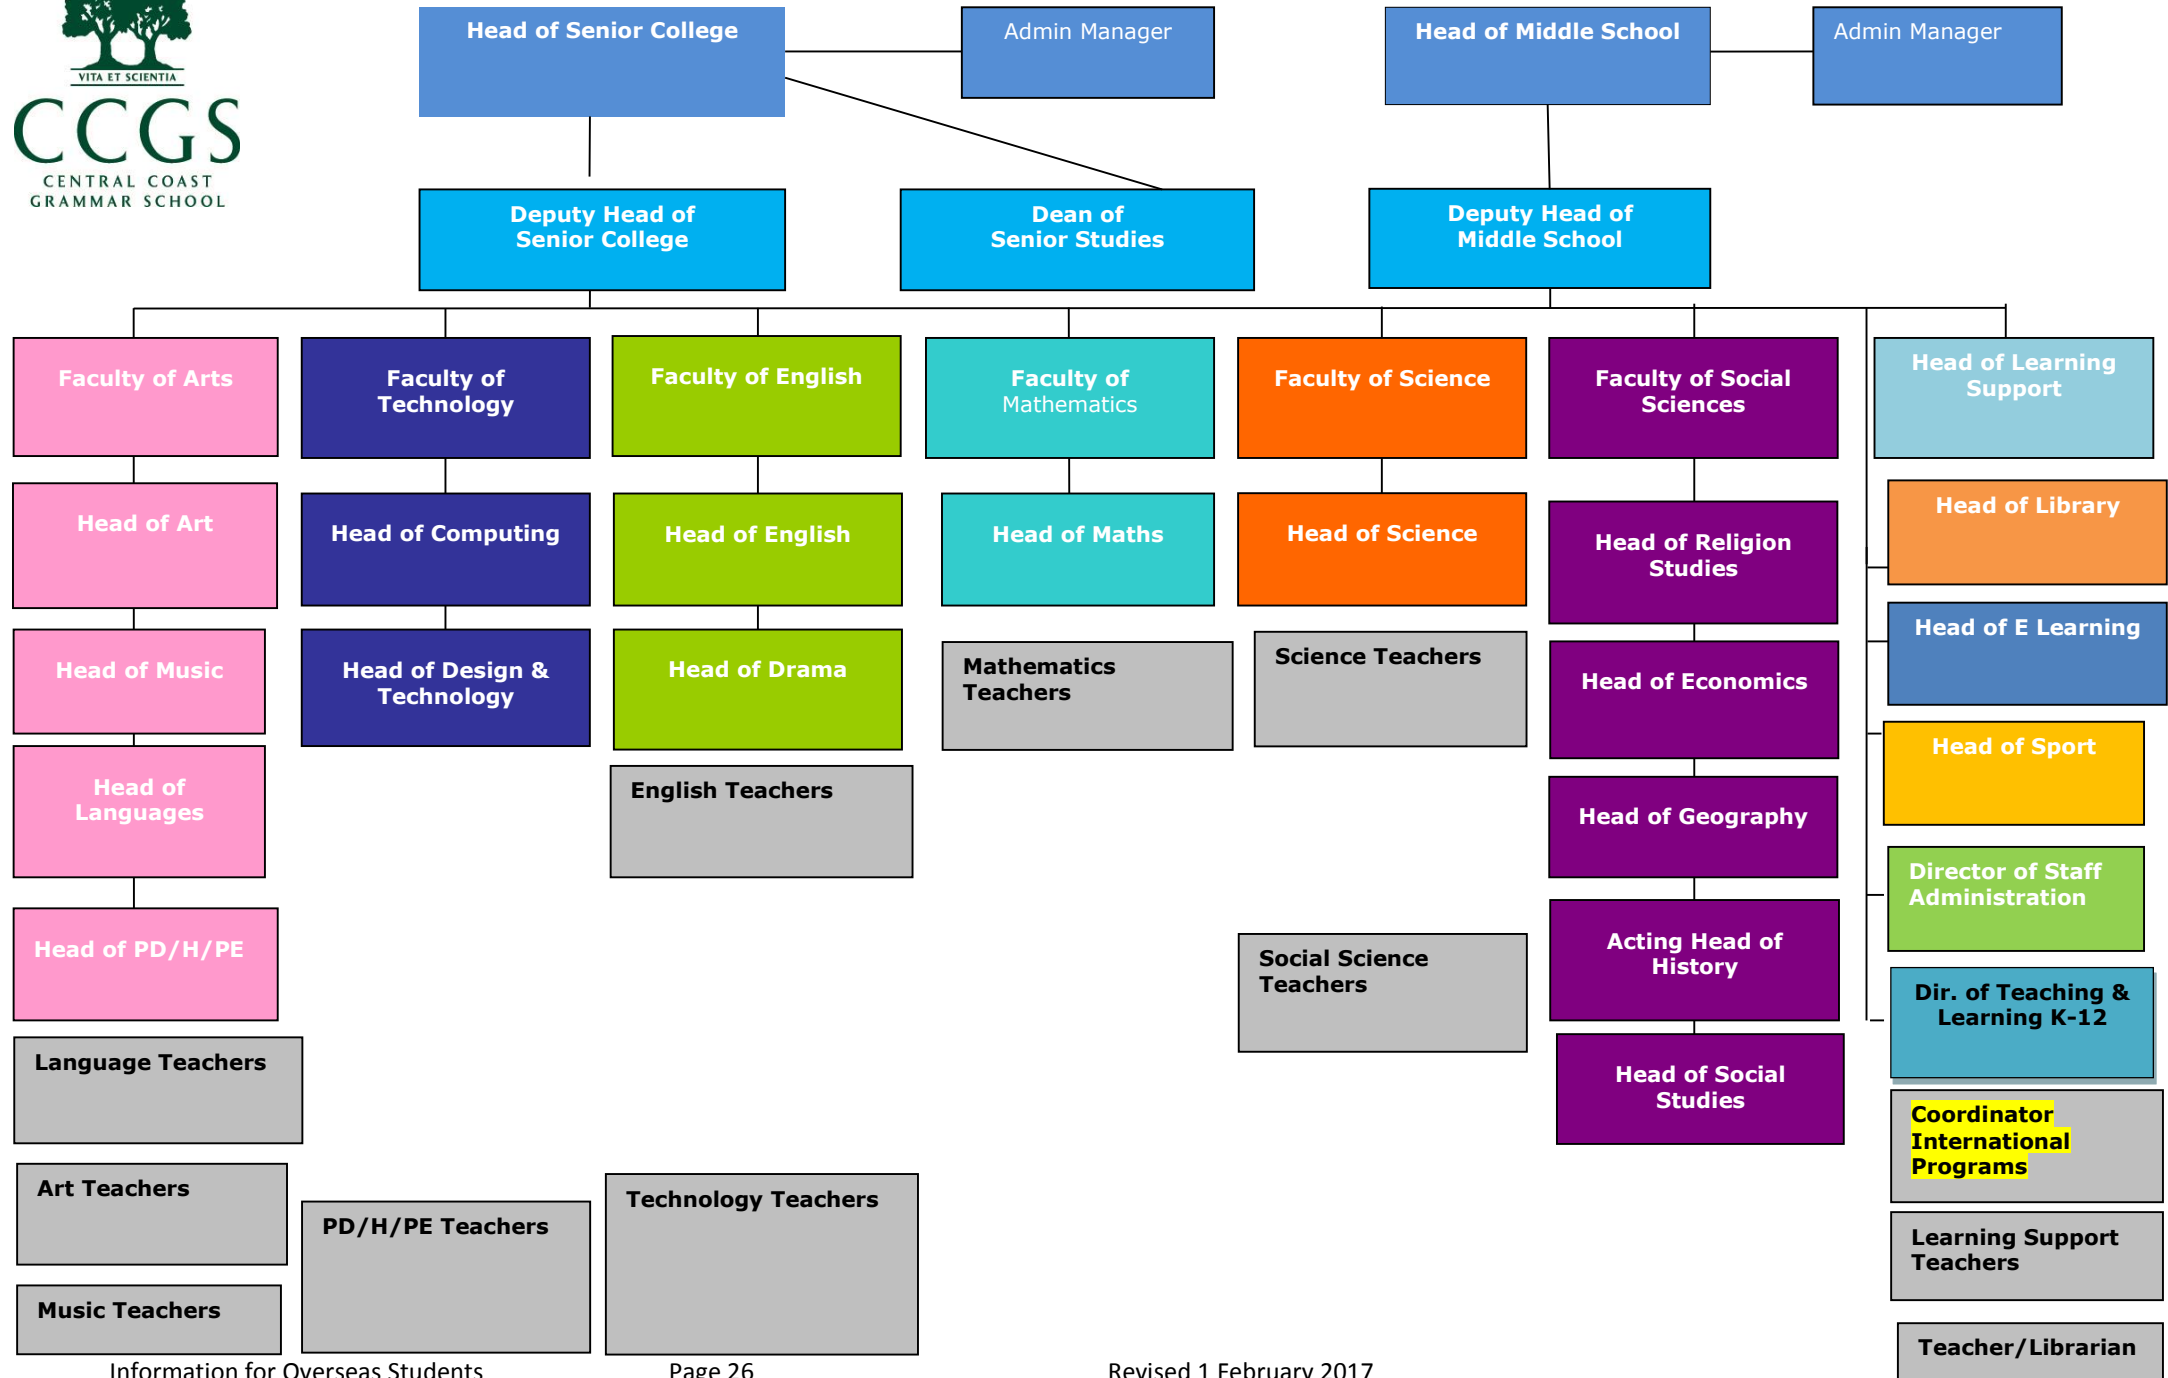 VITA ET SCIENTIA
CCGS
CENTRAL COAST
GRAMMAR SCHOOL
Head of Senior College
Admin Manager
Head of Middle School
Admin Manager
Deputy Head of
Senior College
Dean of
Senior Studies
Deputy Head of
Middle School
Faculty of Arts
Faculty of
Technology
Faculty of English
Faculty of
Mathematics
Faculty of Science
Faculty of Social
Sciences
Head of Learning
Support
Head of Art
Head of Computing
Head of English
Head of Maths
Head of Science
Head of Religion
Studies
Head of Library
Head of Music
Head of Design &
Technology
Head of Drama
Mathematics
Teachers
Science Teachers
Head of Economics
Head of E Learning
Head of
Languages
English Teachers
Head of Geography
Head of Sport
Head of PD/H/PE
Social Science
Teachers
Acting Head of
History
Director of Staff
Administration
Dir. of Teaching &
Learning K-12
Language Teachers
Head of Social
Studies
Coordinator
International
Programs
Art Teachers
PD/H/PE Teachers
Technology Teachers
Learning Support
Teachers
Music Teachers
Teacher/Librarian
Information for Overseas Students
Page 26
Revised 1 February 2017